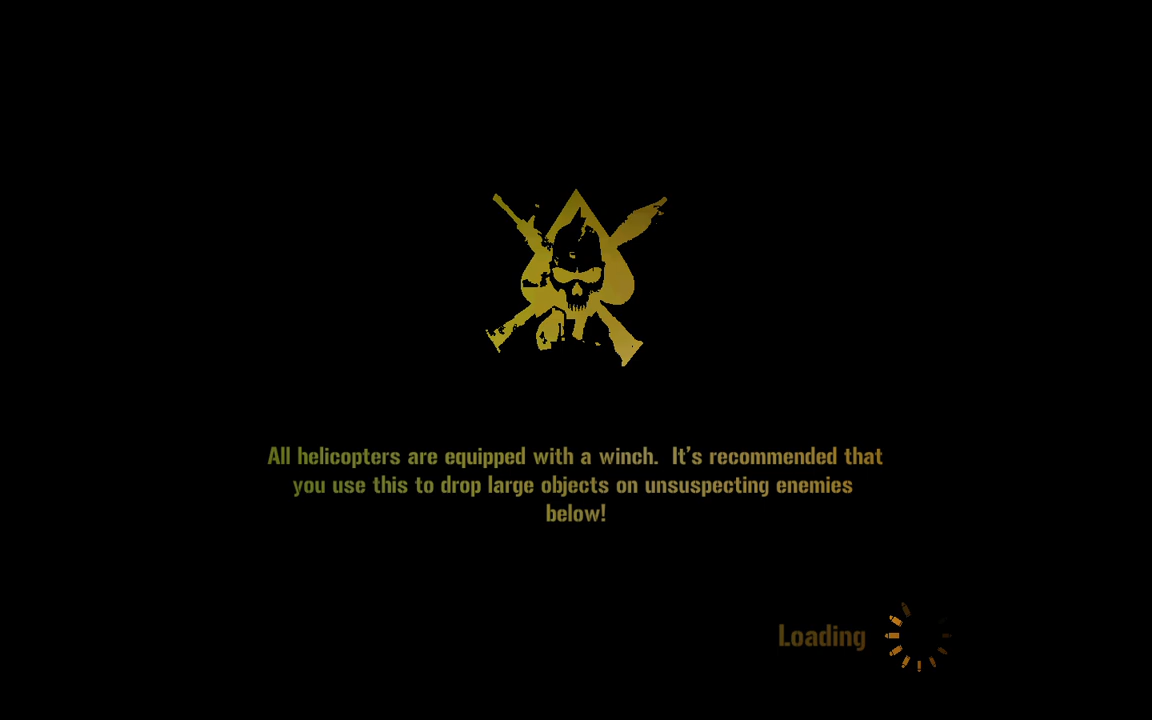 All helicopters are equipped with a winch.  It's recommended that
you use this to drop large objects on unsuspecting enemies
below!
Loading